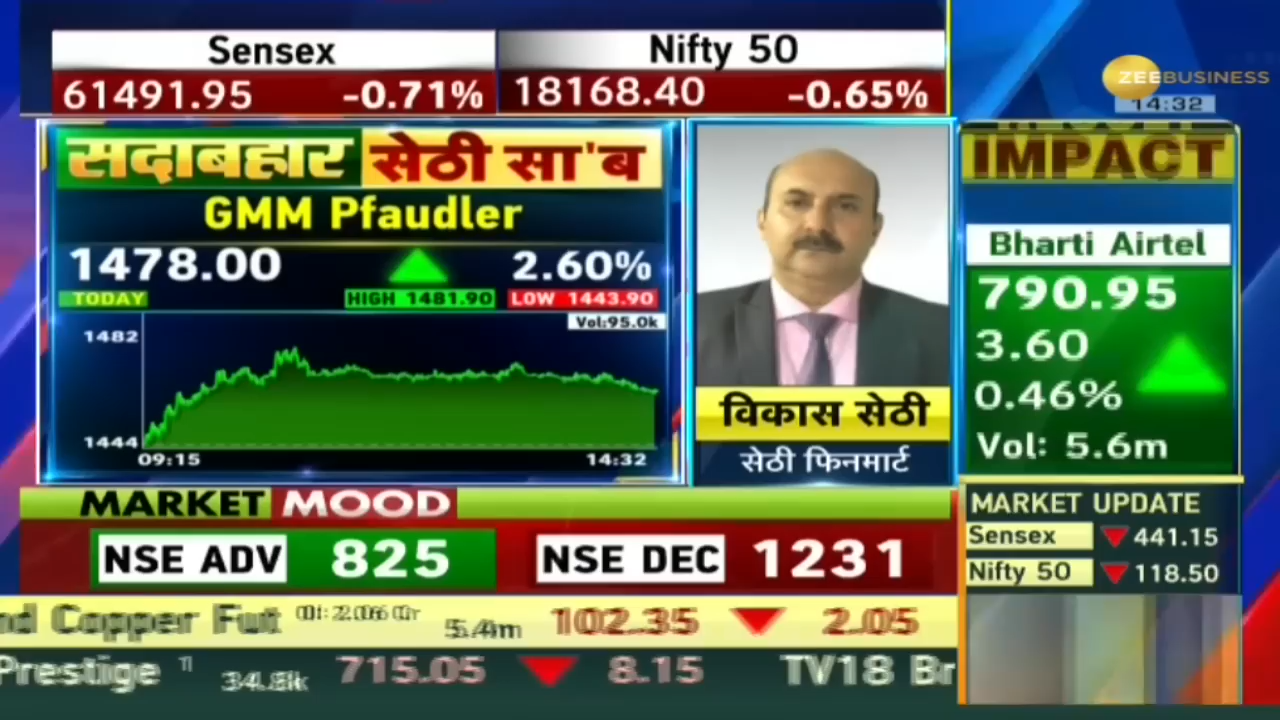 Sensex
61491.95 -0.71%
Nifty 50
18168.40 -0.65%
ZEEBUSINESS
14:32
सदाबहार सेठी सा'ब
GMM Pfaudler
1478.00 2.60%
TODAY HIGH 1481.90 LOW 1443.90
Vol:95.0k
1482
1444
09:15 14:32
विकास सेठी
सेठी फिनमार्ट
IMPACT
Bharti Airtel
790.95
3.60
0.46%
Vol: 5.6m
MARKET MOOD
NSE ADV 825 NSE DEC 1231
MARKET UPDATE
Sensex 441.15
Nifty 50 118.50
nd Copper Fut 5.4m 102.35 2.05
Prestige 34.8k 715.05 8.15 TV18 Br